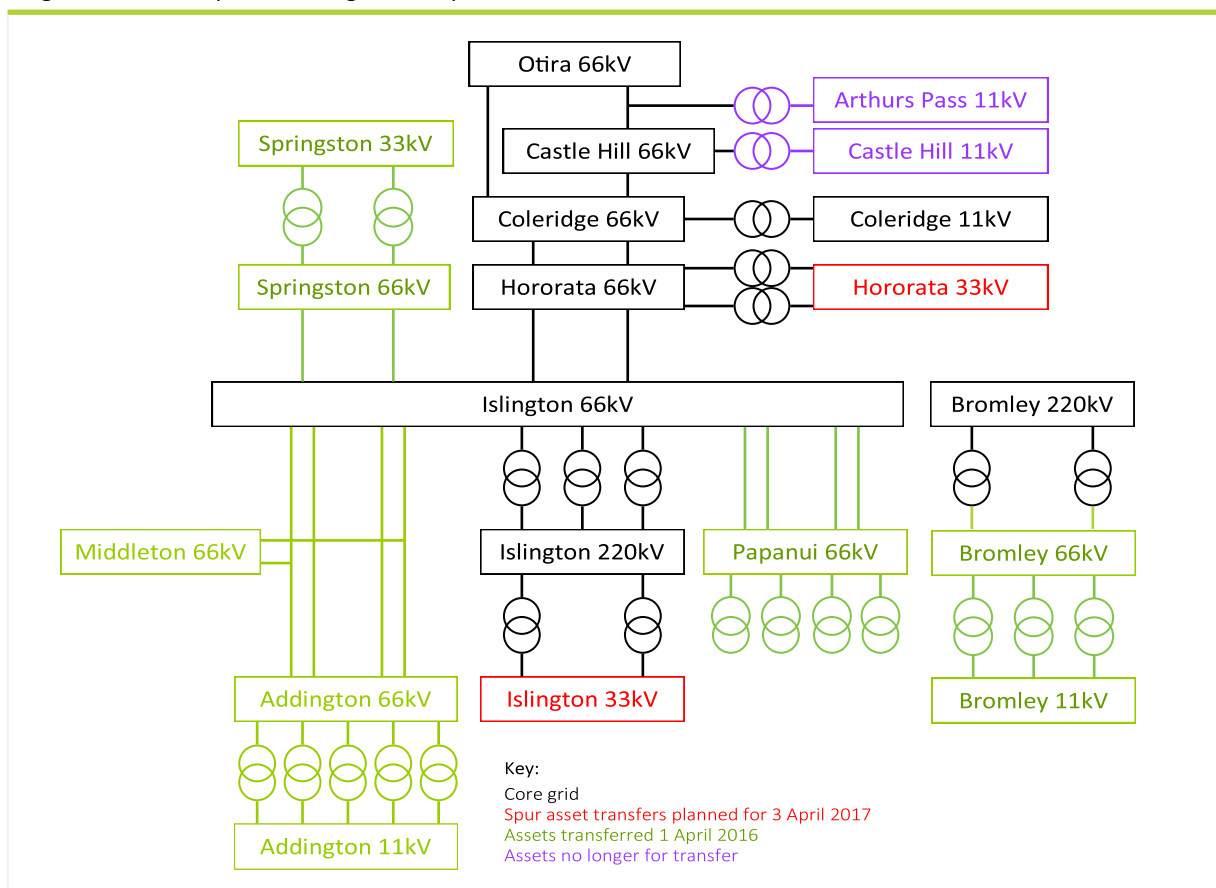 Otira 66kV
Arthurs Pass 11kV
Springston 33kV
Castle Hill 66kV
Castle Hill 11kV
Coleridge 66kV
Coleridge 11kV
Springston 66kV
Hororata 66kV
Hororata 33kV
Islington 66kV
Bromley 220kV
Middleton 66kV
Islington 220kV
Papanui 66kV
Bromley 66kV
Addington 66kV
Islington 33kV
Bromley 11kV
Addington 11kV
Key:
Core grid
Spur asset transfers planned for 3 April 2017
Assets transferred 1 April 2016
Assets no longer for transfer